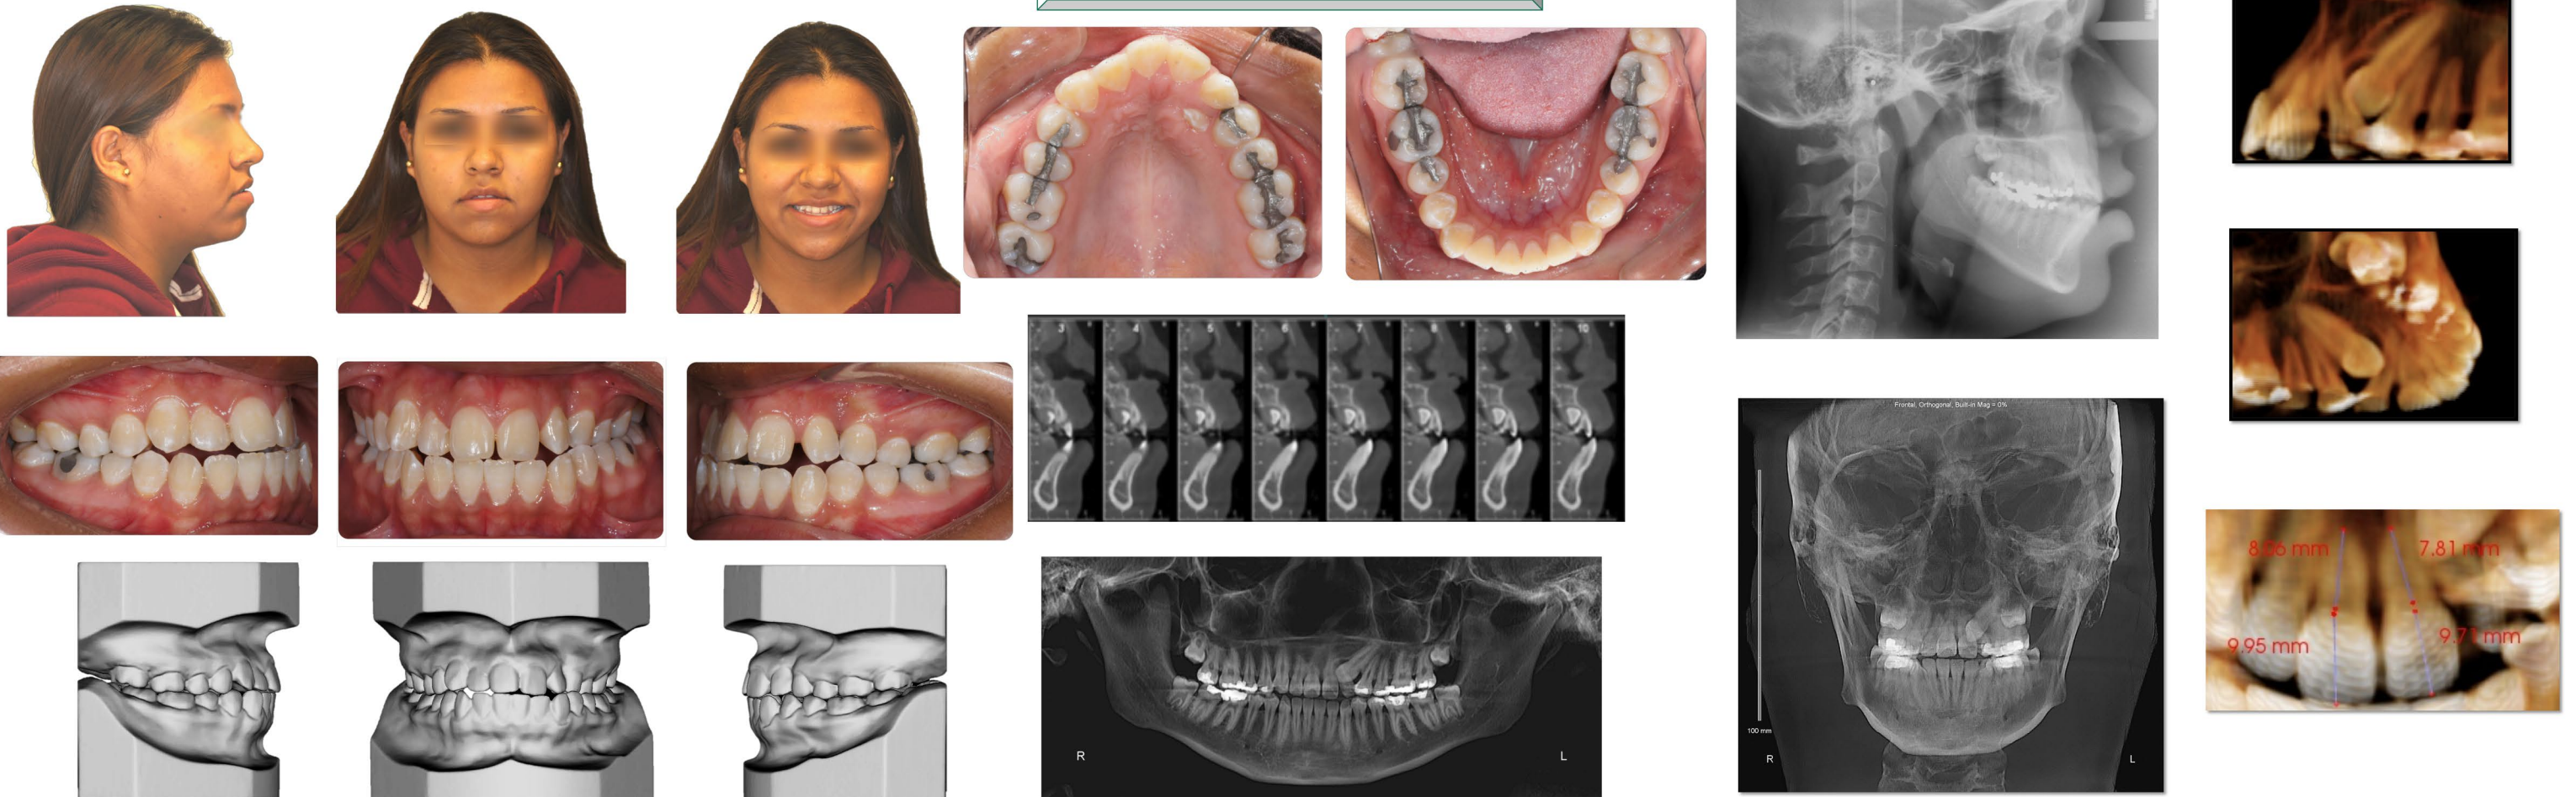 3
4
5
6
7
8
9
10
R
L
Frontal, Orthogonal, Built-in Mag = 0%
100 mm
R
L
8.06 mm
7.81 mm
9.95 mm
9.71 mm